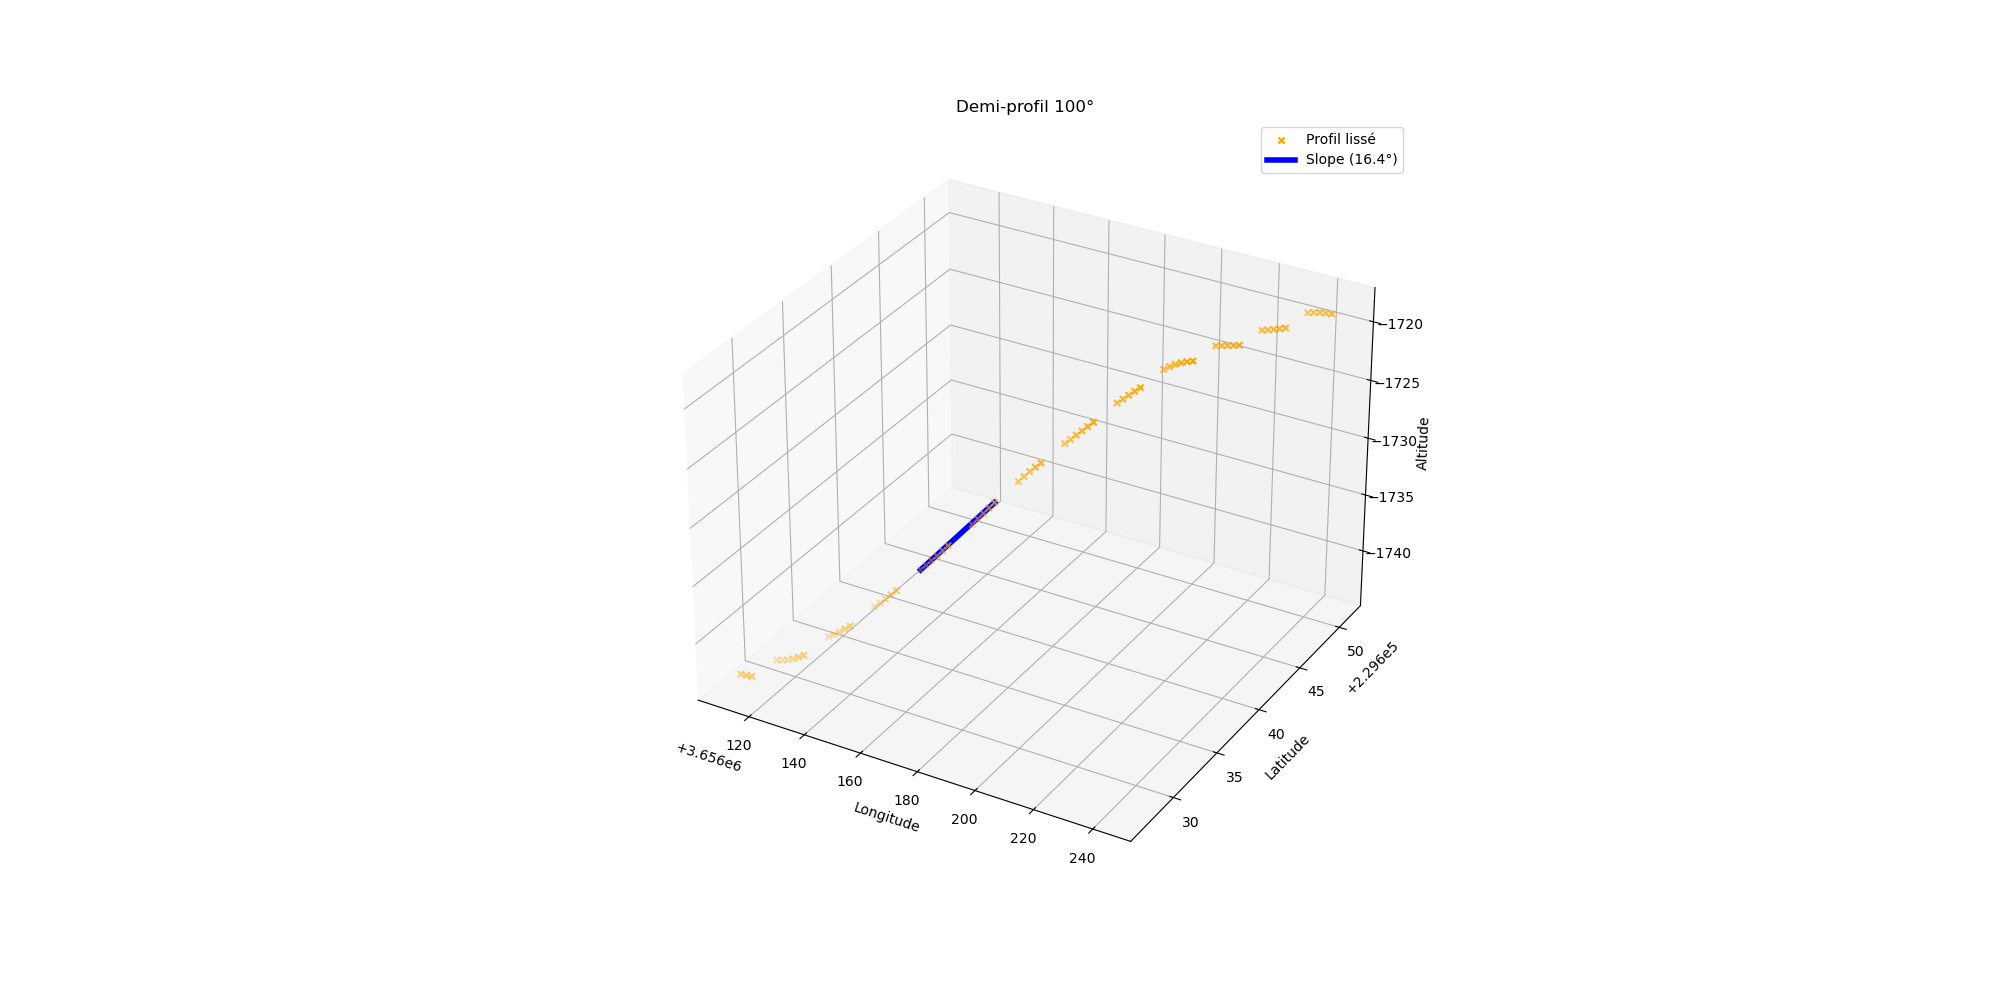 Demi-profil 100°
Profil lissé
Slope (16.4°)
−1720
−1725
−1730
−1735
−1740
Altitude
50
45
40
35
30
+2.296e5
Latitude
120
140
160
180
200
220
240
+3.656e6
Longitude